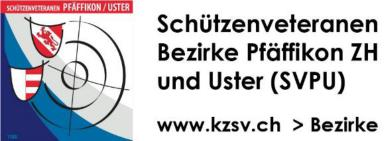 SCHÜTZENVETERANEN PFÄFFIKON / USTER
Schützenveteranen
Bezirke Pfäffikon ZH
und Uster (SVPU)
www.kzsv.ch > Bezirke